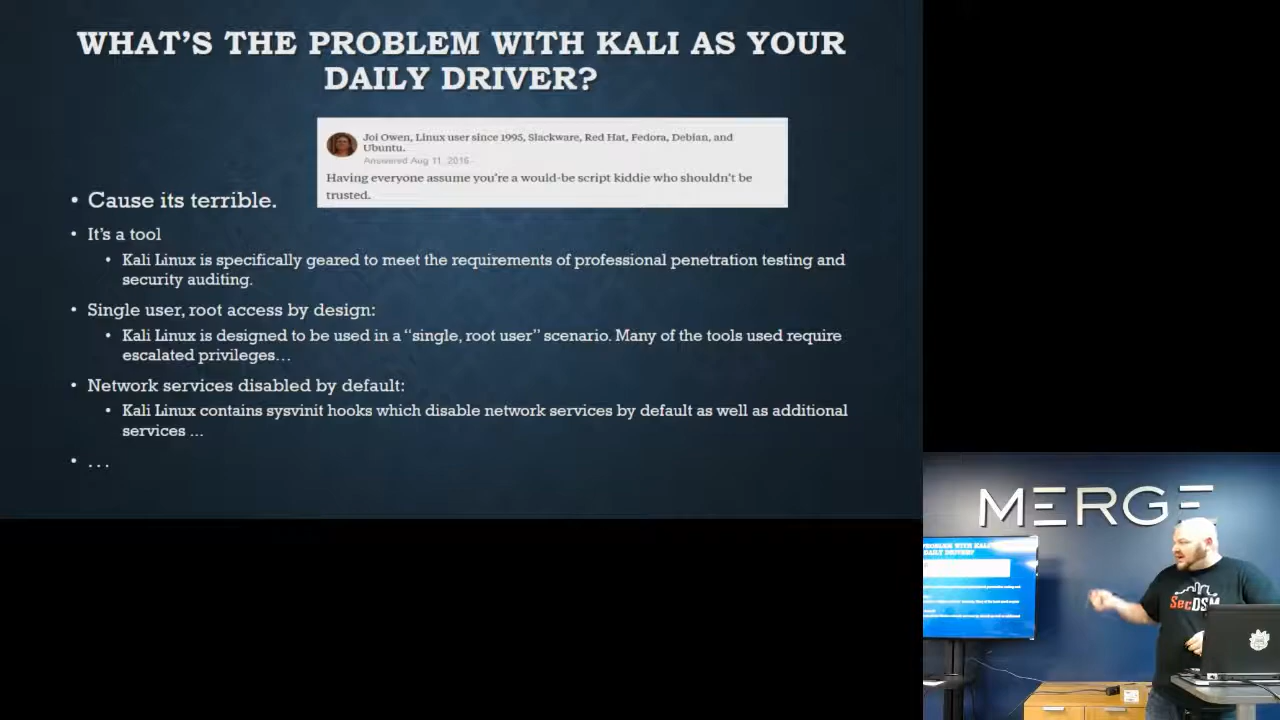 WHAT'S THE PROBLEM WITH KALI AS YOUR
DAILY DRIVER?
Joi Owen, Linux user since 1995, Slackware, Red Hat, Fedora, Debian, and
Ubuntu.
Answered Aug 11, 2016
Having everyone assume you're a would-be script kiddie who shouldn't be
trusted.
• Cause its terrible.
• It's a tool
• Kali Linux is specifically geared to meet the requirements of professional penetration testing and
security auditing.
• Single user, root access by design:
• Kali Linux is designed to be used in a “single, root user” scenario. Many of the tools used require
escalated privileges…
• Network services disabled by default:
• Kali Linux contains sysvinit hooks which disable network services by default as well as additional
services ...
• . . .
MERGE
PROBLEM WITH KALI
DAILY DRIVER?
SecDSM